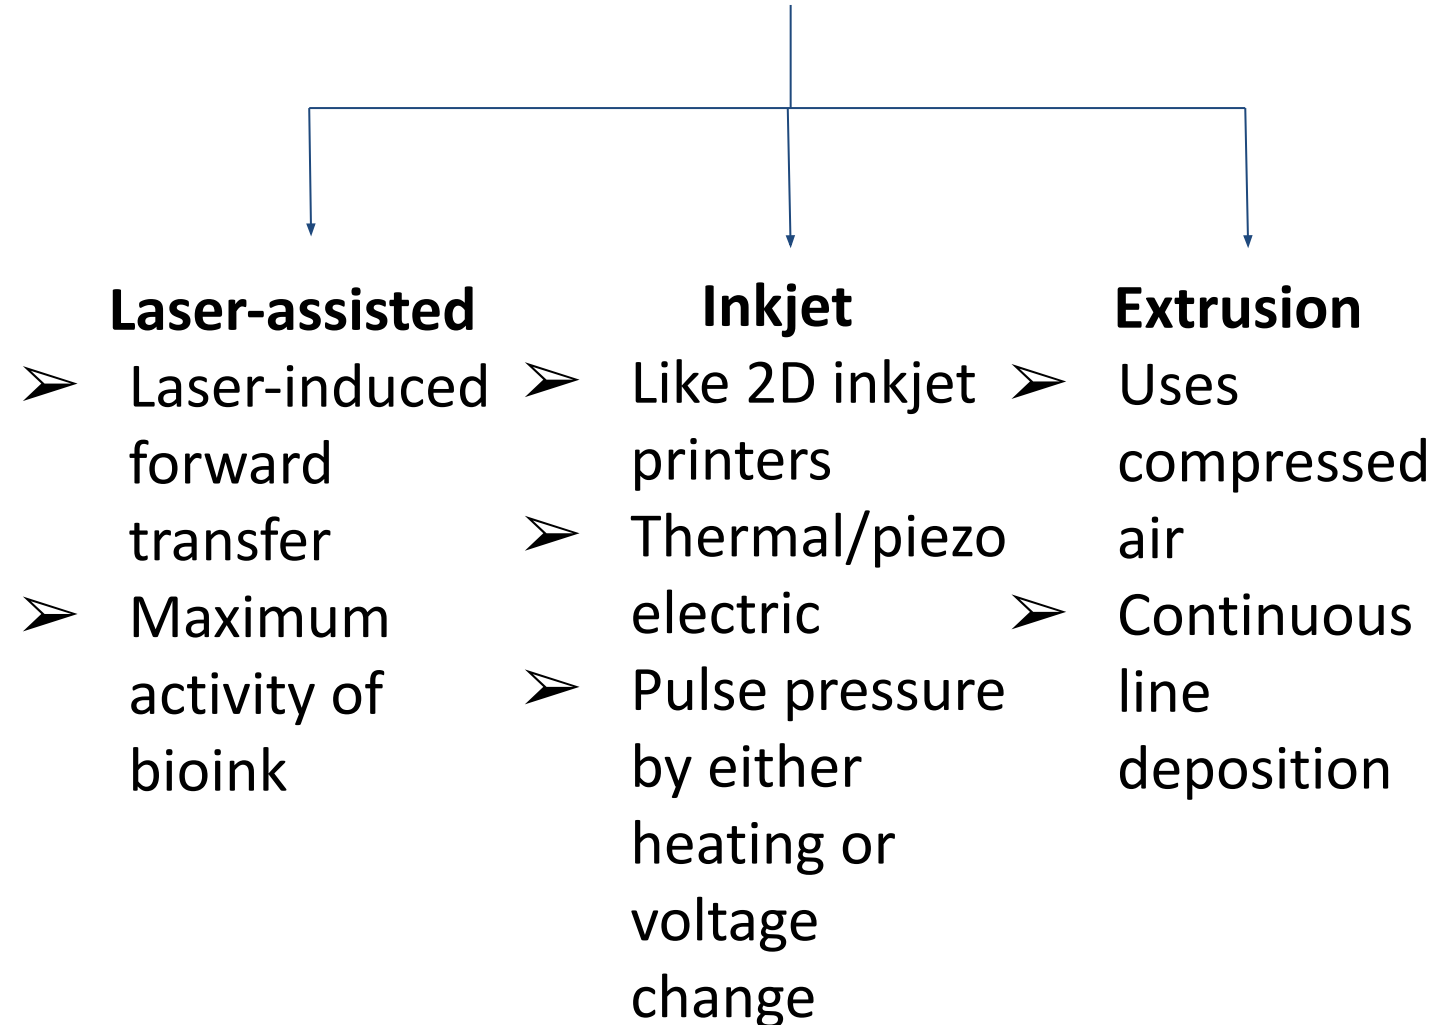 Laser-assisted
➢ Laser-induced
forward
transfer
➢ Maximum
activity of
bioink
Inkjet
➢ Like 2D inkjet
printers
➢ Thermal/piezo
electric
➢ Pulse pressure
by either
heating or
voltage
change
Extrusion
➢ Uses
compressed
air
➢ Continuous
line
deposition